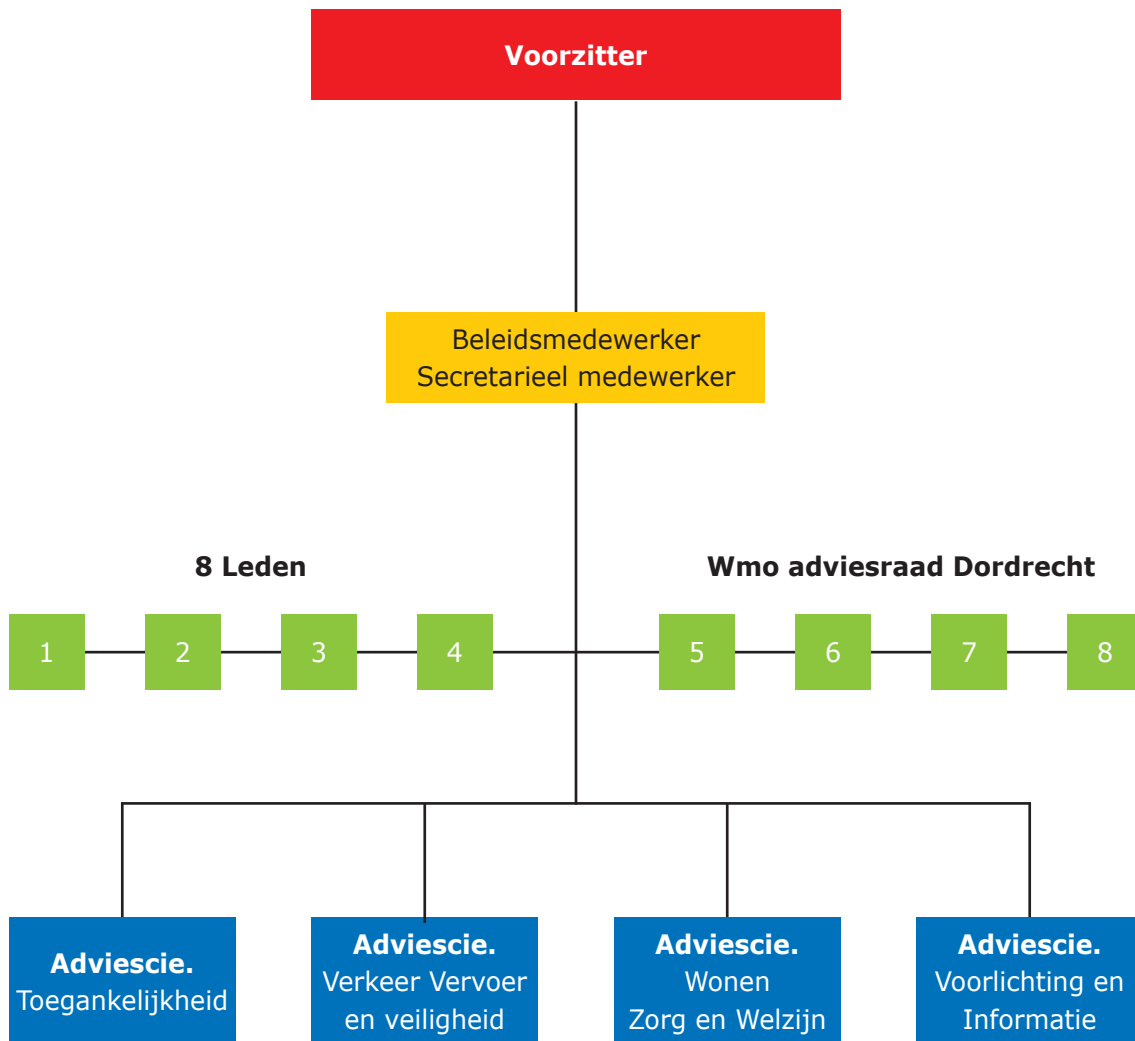 Voorzitter
Beleidsmedewerker
Secretarieel medewerker
8 Leden
Wmo adviesraad Dordrecht
1
2
3
4
5
6
7
8
Adviescie.
Toegankelijkheid
Adviescie.
Verkeer Vervoer
en veiligheid
Adviescie.
Wonen
Zorg en Welzijn
Adviescie.
Voorlichting en
Informatie